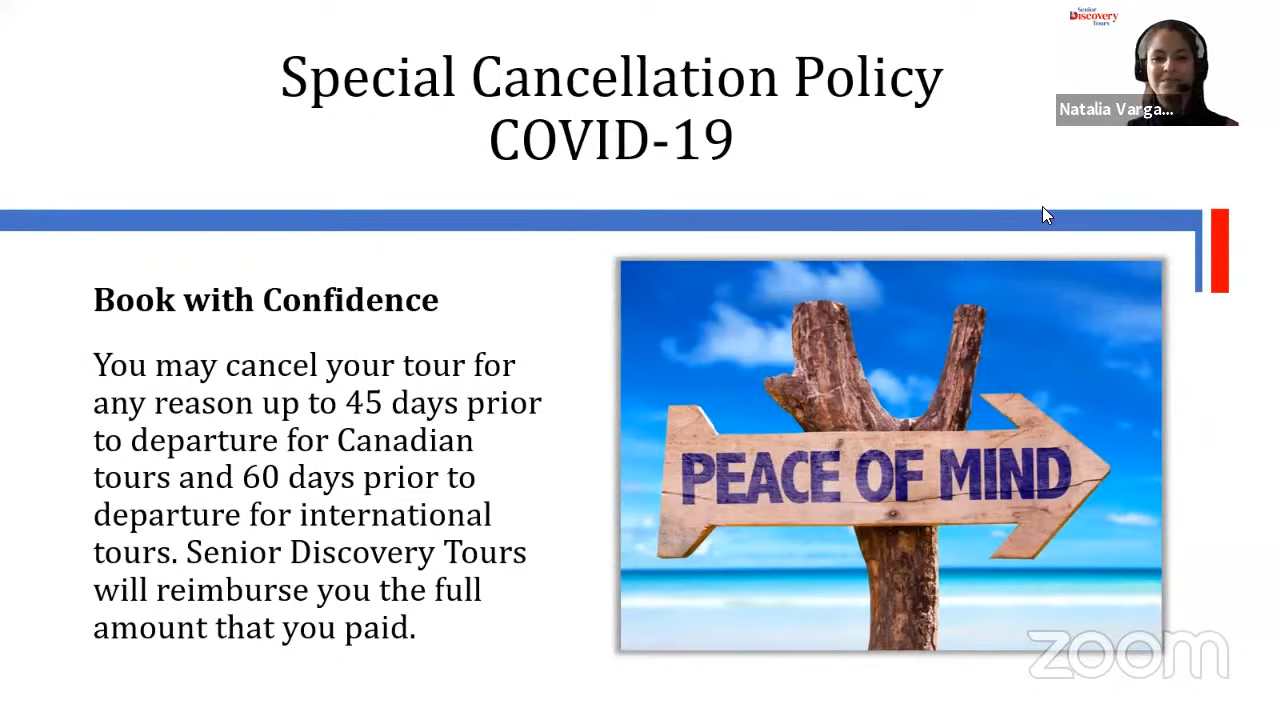 Special Cancellation Policy
COVID-19
Senior
Discovery
Tours
Natalia Varga...
Book with Confidence
You may cancel your tour for
any reason up to 45 days prior
to departure for Canadian
tours and 60 days prior to
departure for international
tours. Senior Discovery Tours
will reimburse you the full
amount that you paid.
PEACE OF MIND
zoom